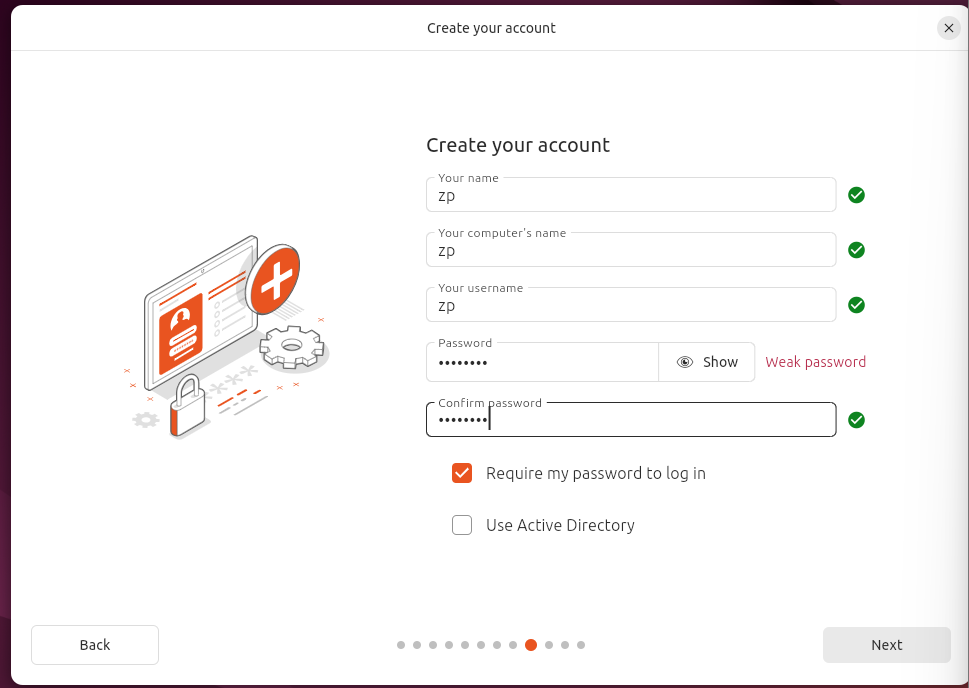 Create your account
Create your account
Your name
zp
Your computer's name
zp
Your username
zp
Password
••••••••
Show
Weak password
Confirm password
••••••••
Require my password to log in
Use Active Directory
Back
Next